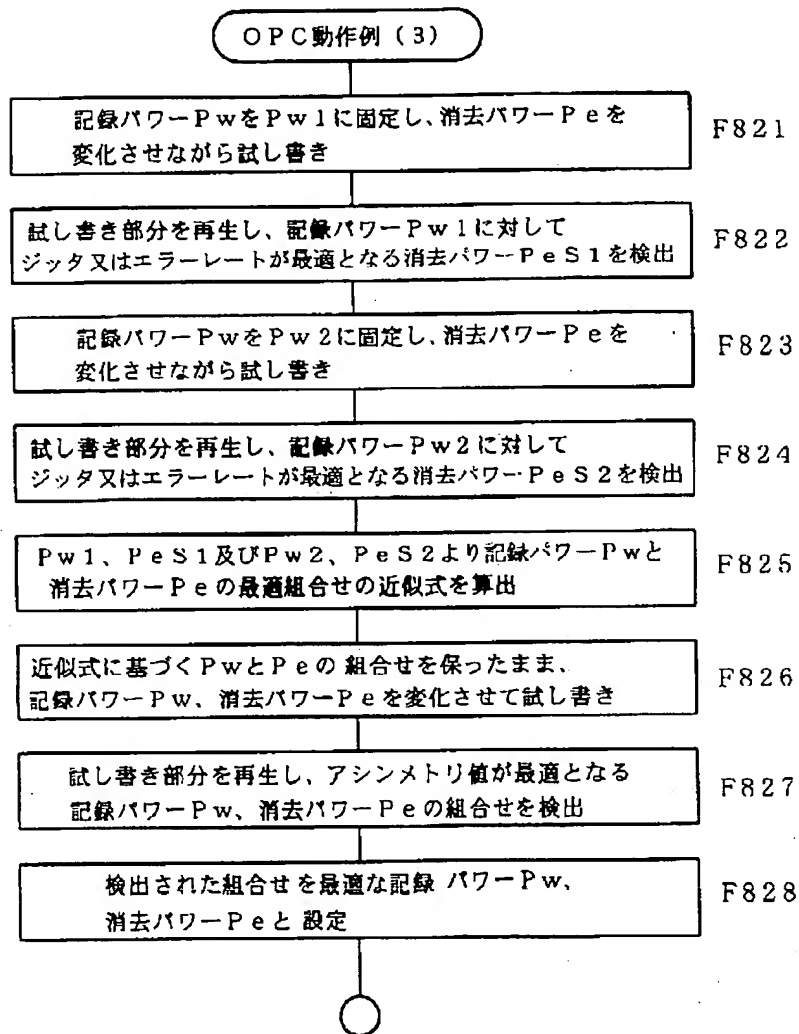 OPC動作例(3)
記録パワーPwをPw1に固定し、消去パワーPeを
変化させながら試し書き
F821
試し書き部分を再生し、記録パワーPw1に対して
ジッタ又はエラーレートが最適となる消去パワーPeS1を検出
F822
記録パワーPwをPw2に固定し、消去パワーPeを
変化させながら試し書き
F823
試し書き部分を再生し、記録パワーPw2に対して
ジッタ又はエラーレートが最適となる消去パワーPeS2を検出
F824
Pw1、PeS1及びPw2、PeS2より記録パワーPwと
消去パワーPeの最適組合せの近似式を算出
F825
近似式に基づくPwとPeの組合せを保ったまま、
記録パワーPw、消去パワーPeを変化させて試し書き
F826
試し書き部分を再生し、アシンメトリ値が最適となる
記録パワーPw、消去パワーPeの組合せを検出
F827
検出された組合せを最適な記録パワーPw、
消去パワーPeと設定
F828